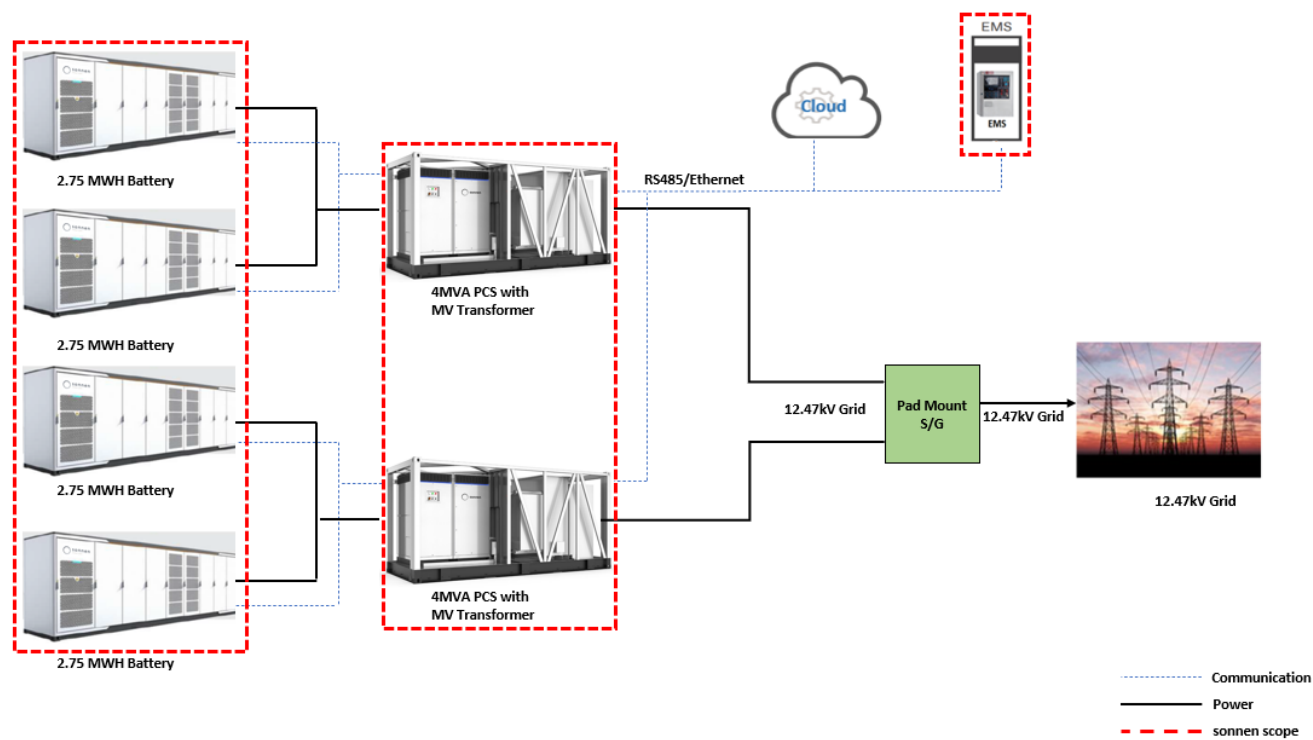 EMS
Cloud
EMS
2.75 MWH Battery
RS485/Ethernet
4MVA PCS with
MV Transformer
2.75 MWH Battery
12.47kV Grid
Pad Mount
S/G
12.47kV Grid
12.47kV Grid
2.75 MWH Battery
4MVA PCS with
MV Transformer
2.75 MWH Battery
Communication
Power
sonnen scope